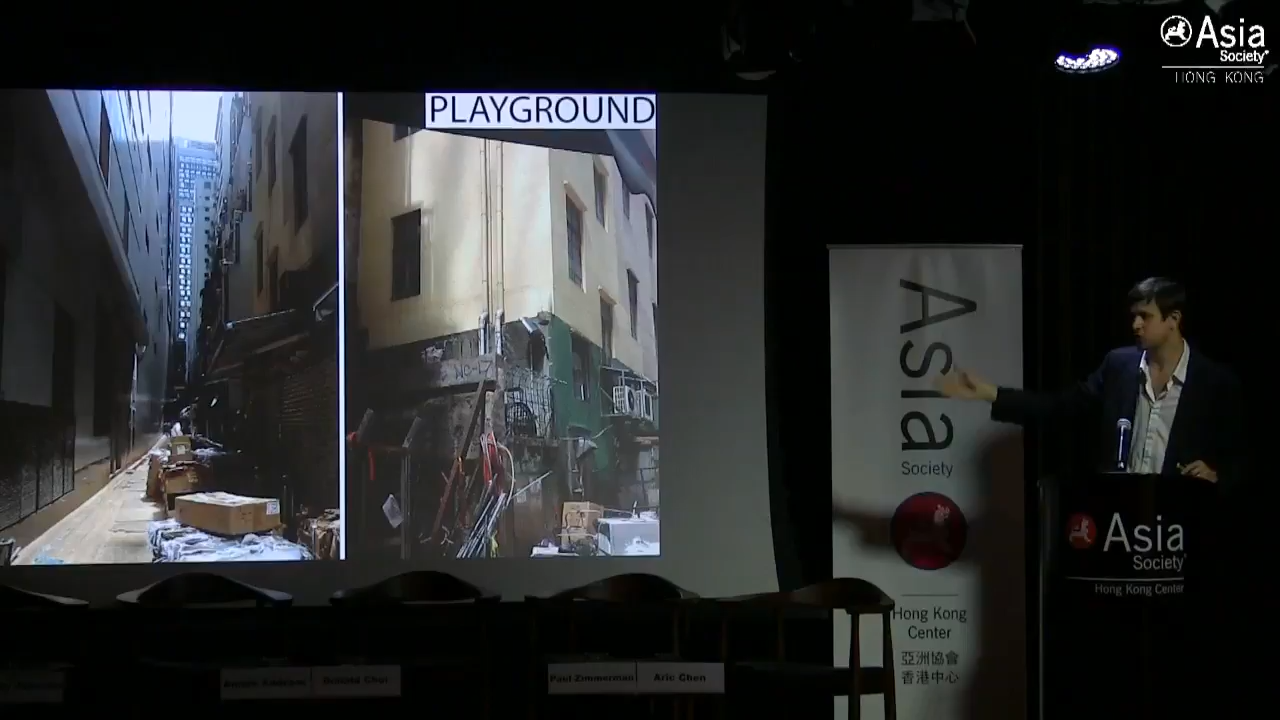 Asia
Society
HONG KONG
PLAYGROUND
Asia
Society
Hong Kong
Center
亞洲協會
香港中心
Asia
Society
Hong Kong Center
Paul Zimmerman
Aric Chen